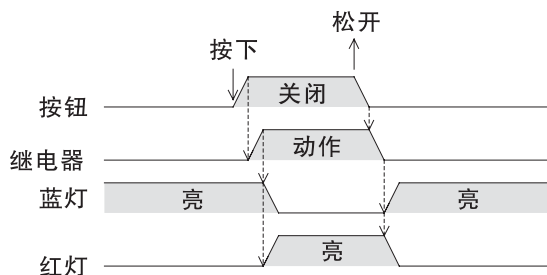 松开
按下
按钮 关闭
继电器 动作
蓝灯 亮 亮
红灯 亮